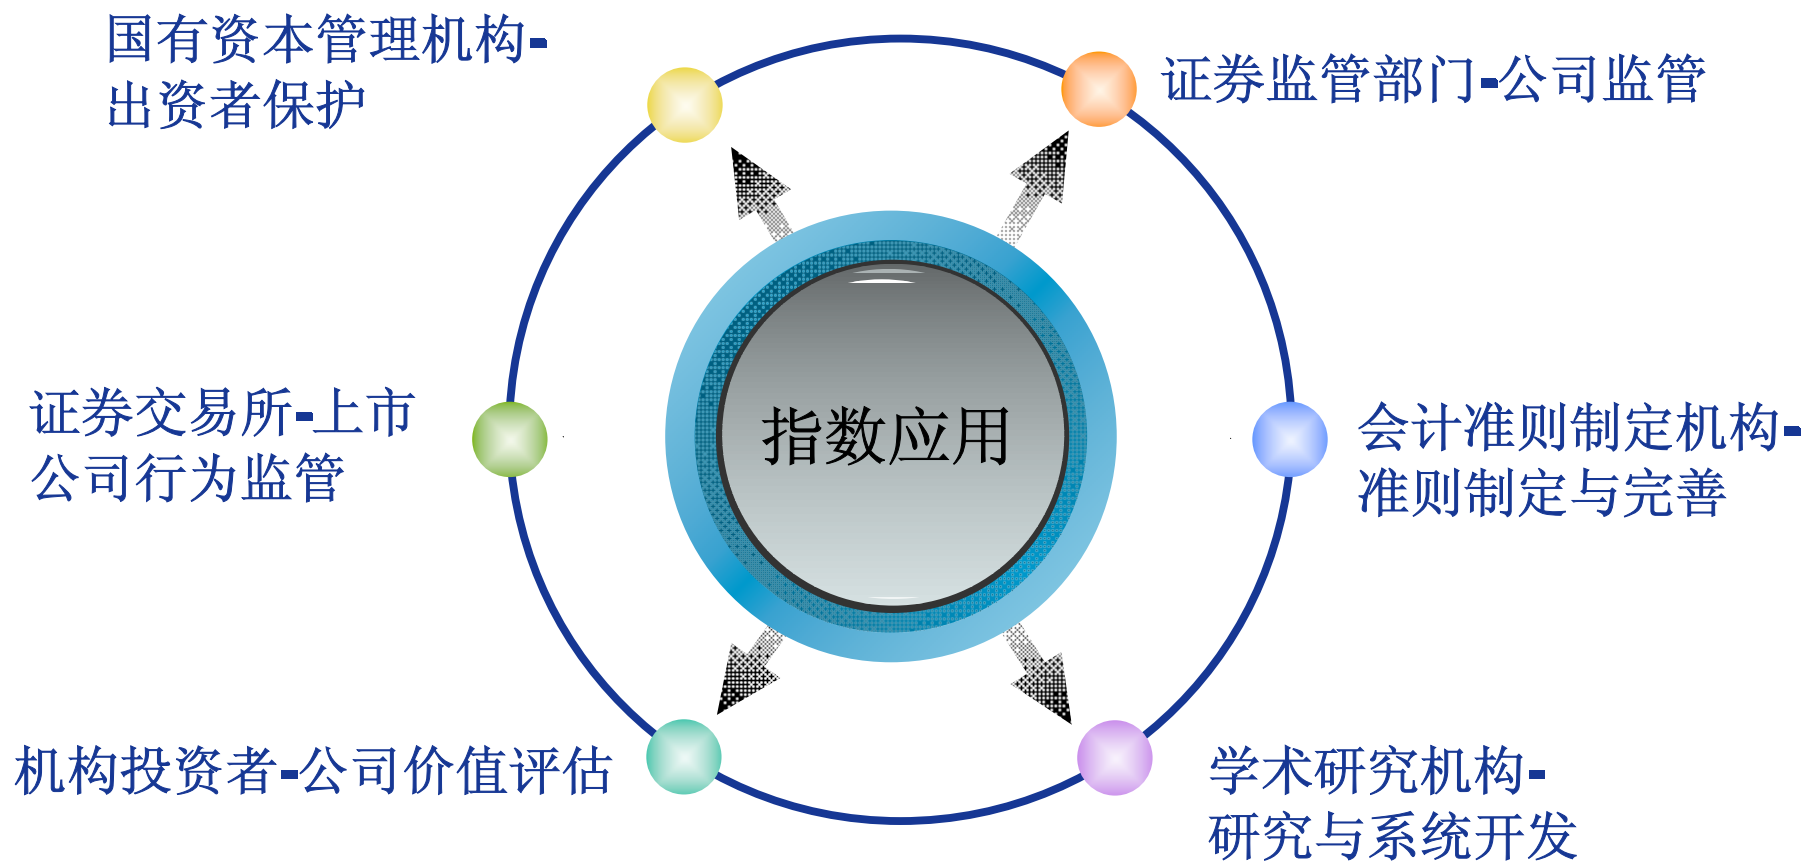 国有资本管理机构-
出资者保护
证券监管部门-公司监管
证券交易所-上市
公司行为监管
指数应用
会计准则制定机构-
准则制定与完善
机构投资者-公司价值评估
学术研究机构-
研究与系统开发